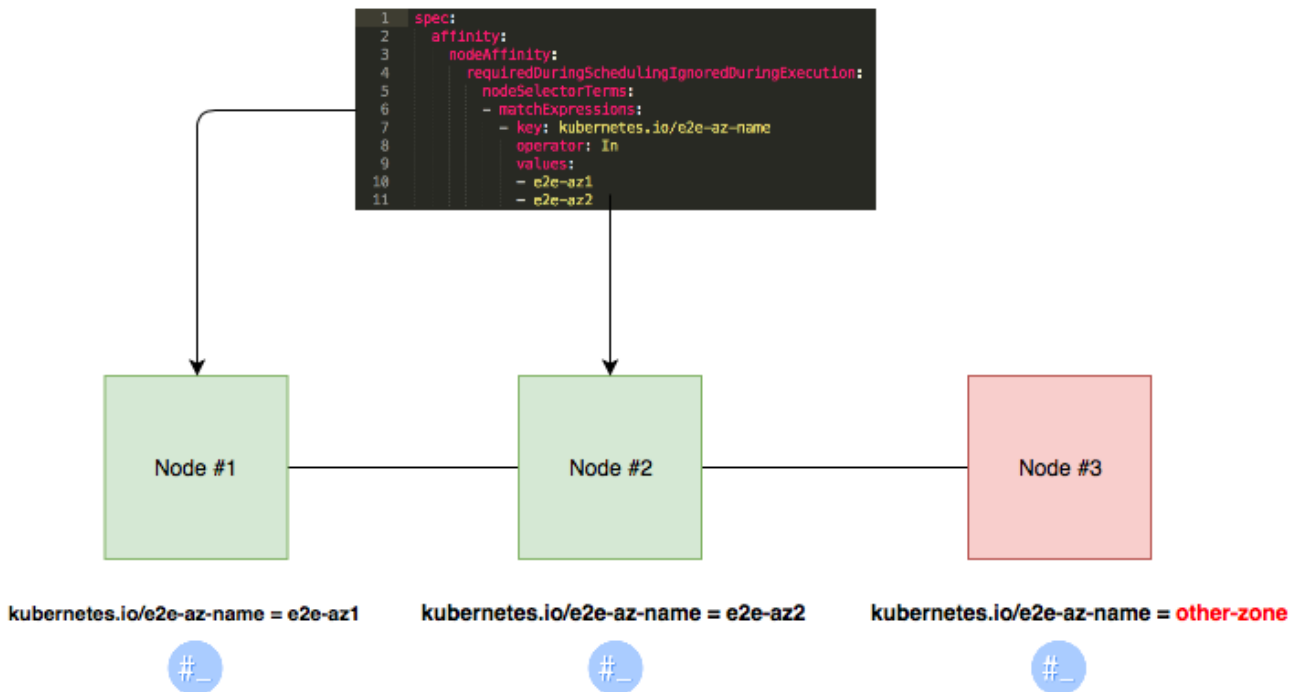 1 spec:
2 affinity:
3 nodeAffinity:
4 requiredDuringSchedulingIgnoredDuringExecution:
5 nodeSelectorTerms:
6 - matchExpressions:
7 - key: kubernetes.io/e2e-az-name
8 operator: In
9 values:
10 - e2e-az1
11 - e2e-az2
Node #1
Node #2
Node #3
kubernetes.io/e2e-az-name = e2e-az1
kubernetes.io/e2e-az-name = e2e-az2
kubernetes.io/e2e-az-name = other-zone
#_
#_
#_